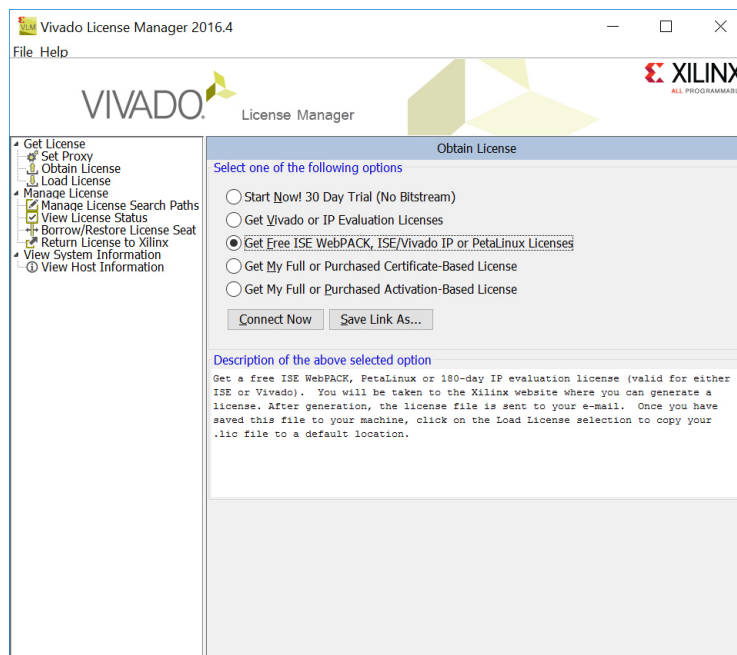 VLM
Vivado License Manager 2016.4
File Help
VIVADO.
License Manager
XILINX
ALL PROGRAMMABL
Get License
Set Proxy
Obtain License
Load License
Manage License
Manage License Search Paths
View License Status
Borrow/Restore License Seat
Return License to Xilinx
View System Information
View Host Information
Obtain License
Select one of the following options
Start Now! 30 Day Trial (No Bitstream)
Get Vivado or IP Evaluation Licenses
Get Free ISE WebPACK, ISE/Vivado IP or PetaLinux Licenses
Get My Full or Purchased Certificate-Based License
Get My Full or Purchased Activation-Based License
Connect Now Save Link As...
Description of the above selected option
Get a free ISE WebPACK, PetaLinux or 180-day IP evaluation license (valid for either
ISE or Vivado).  You will be taken to the Xilinx website where you can generate a
license. After generation, the license file is sent to your e-mail.  Once you have
saved this file to your machine, click on the Load License selection to copy your
.lic file to a default location.